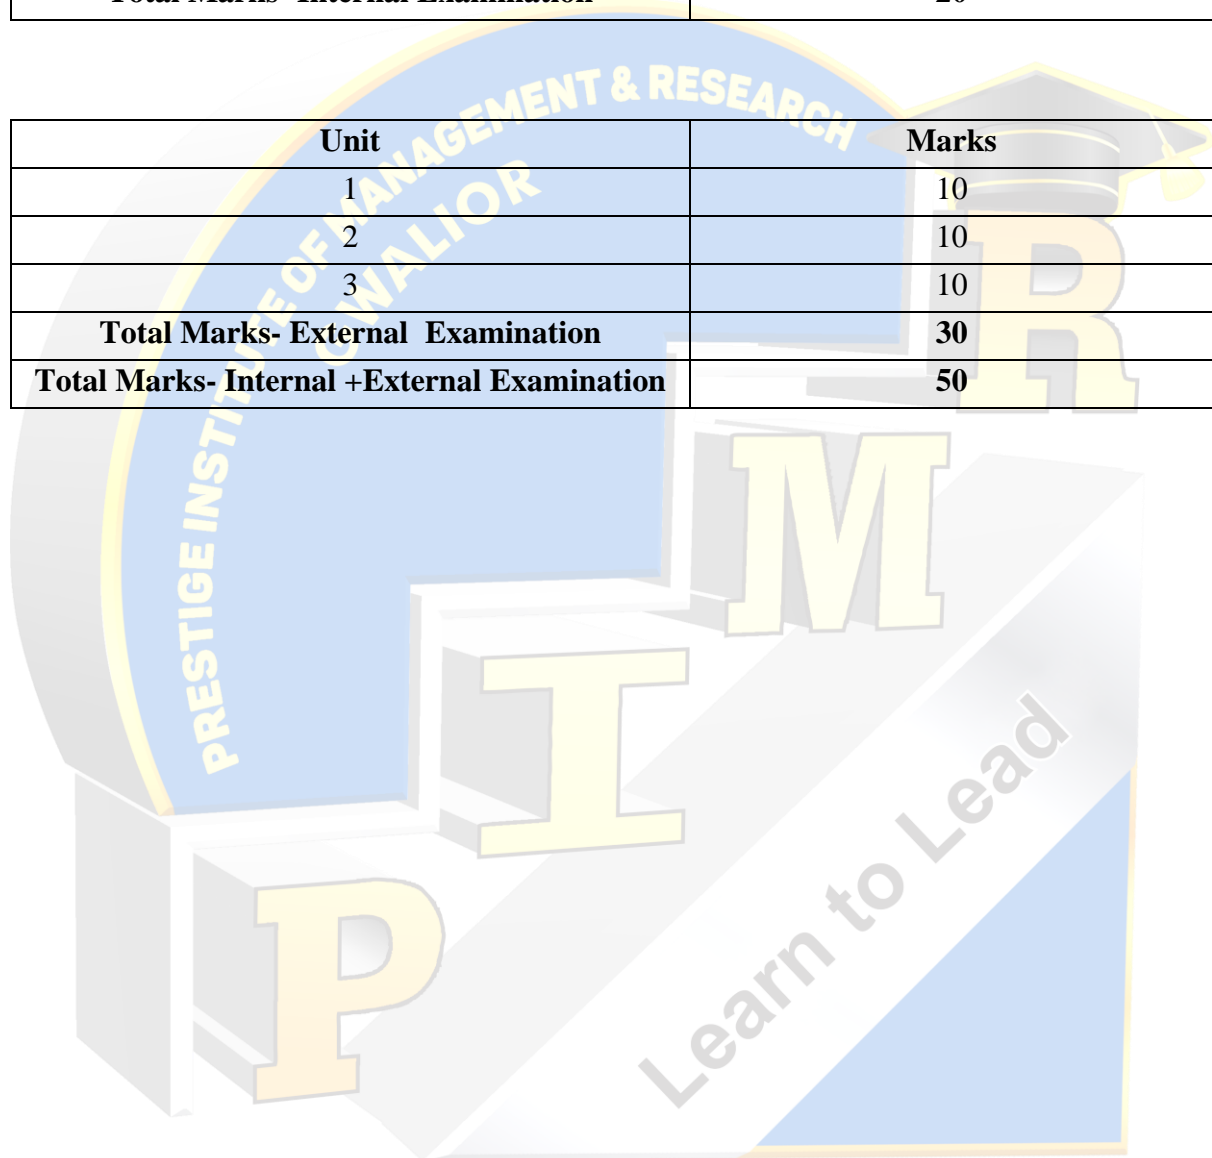 Total Marks- Internal Examination 20
Unit Marks
1 10
2 10
3 10
Total Marks- External Examination 30
Total Marks- Internal +External Examination 50
PRESTIGE INSTITUTE OF MANAGEMENT & RESEARCH
GWALIOR
R
M
I
P
Learn to Lead